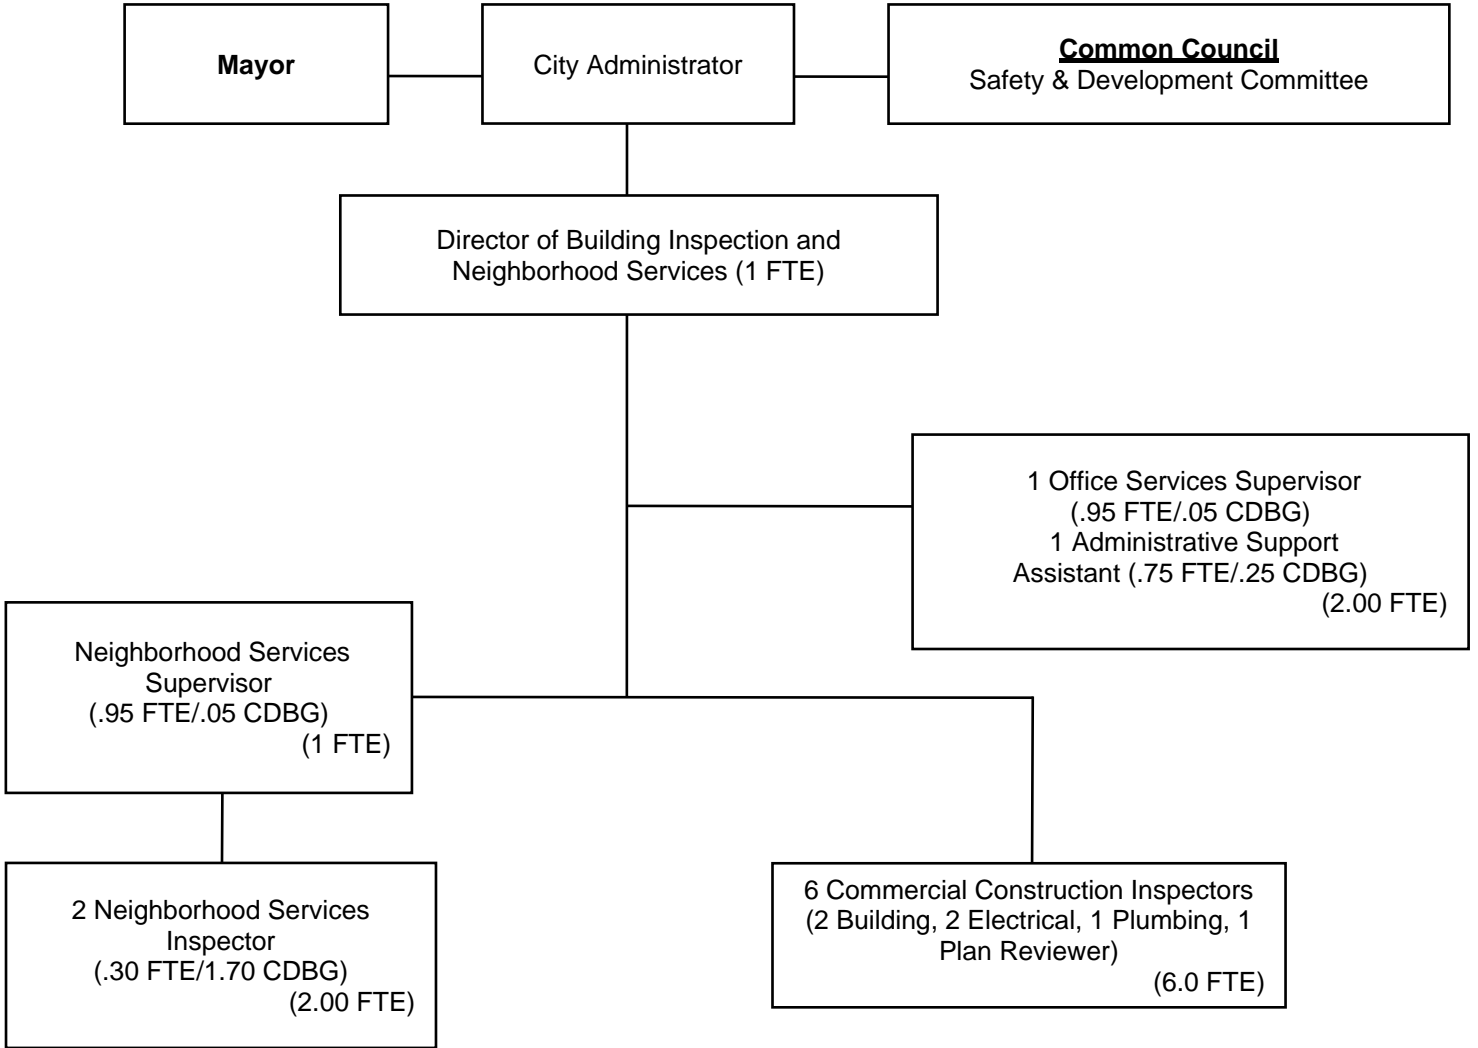 Mayor
City Administrator
Common Council
Safety & Development Committee
Director of Building Inspection and
Neighborhood Services (1 FTE)
1 Office Services Supervisor
(.95 FTE/.05 CDBG)
1 Administrative Support
Assistant (.75 FTE/.25 CDBG)
(2.00 FTE)
Neighborhood Services
Supervisor
(.95 FTE/.05 CDBG)
(1 FTE)
2 Neighborhood Services
Inspector
(.30 FTE/1.70 CDBG)
(2.00 FTE)
6 Commercial Construction Inspectors
(2 Building, 2 Electrical, 1 Plumbing, 1
Plan Reviewer)
(6.0 FTE)